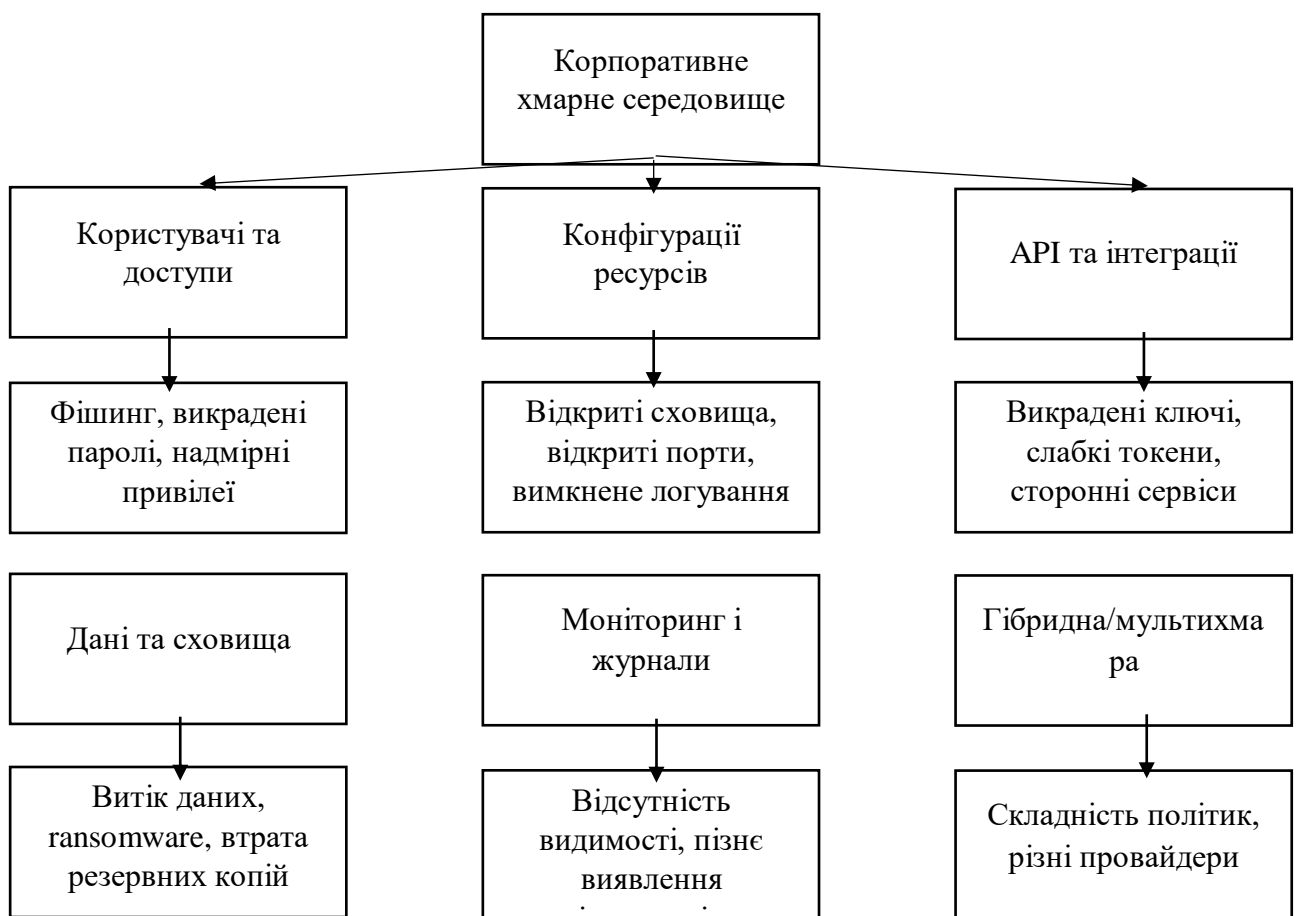 Корпоративне
хмарне середовище
Користувачі та
доступи
Конфігурації
ресурсів
API та інтеграції
Фішинг, викрадені
паролі, надмірні
привілеї
Відкриті сховища,
відкриті порти,
вимкнене логування
Викрадені ключі,
слабкі токени,
сторонні сервіси
Дані та сховища
Моніторинг і
журнали
Гібридна/мультихма
ра
Витік даних,
ransomware, втрата
резервних копій
Відсутність
видимості, пізнє
виявлення
Складність політик,
різні провайдери